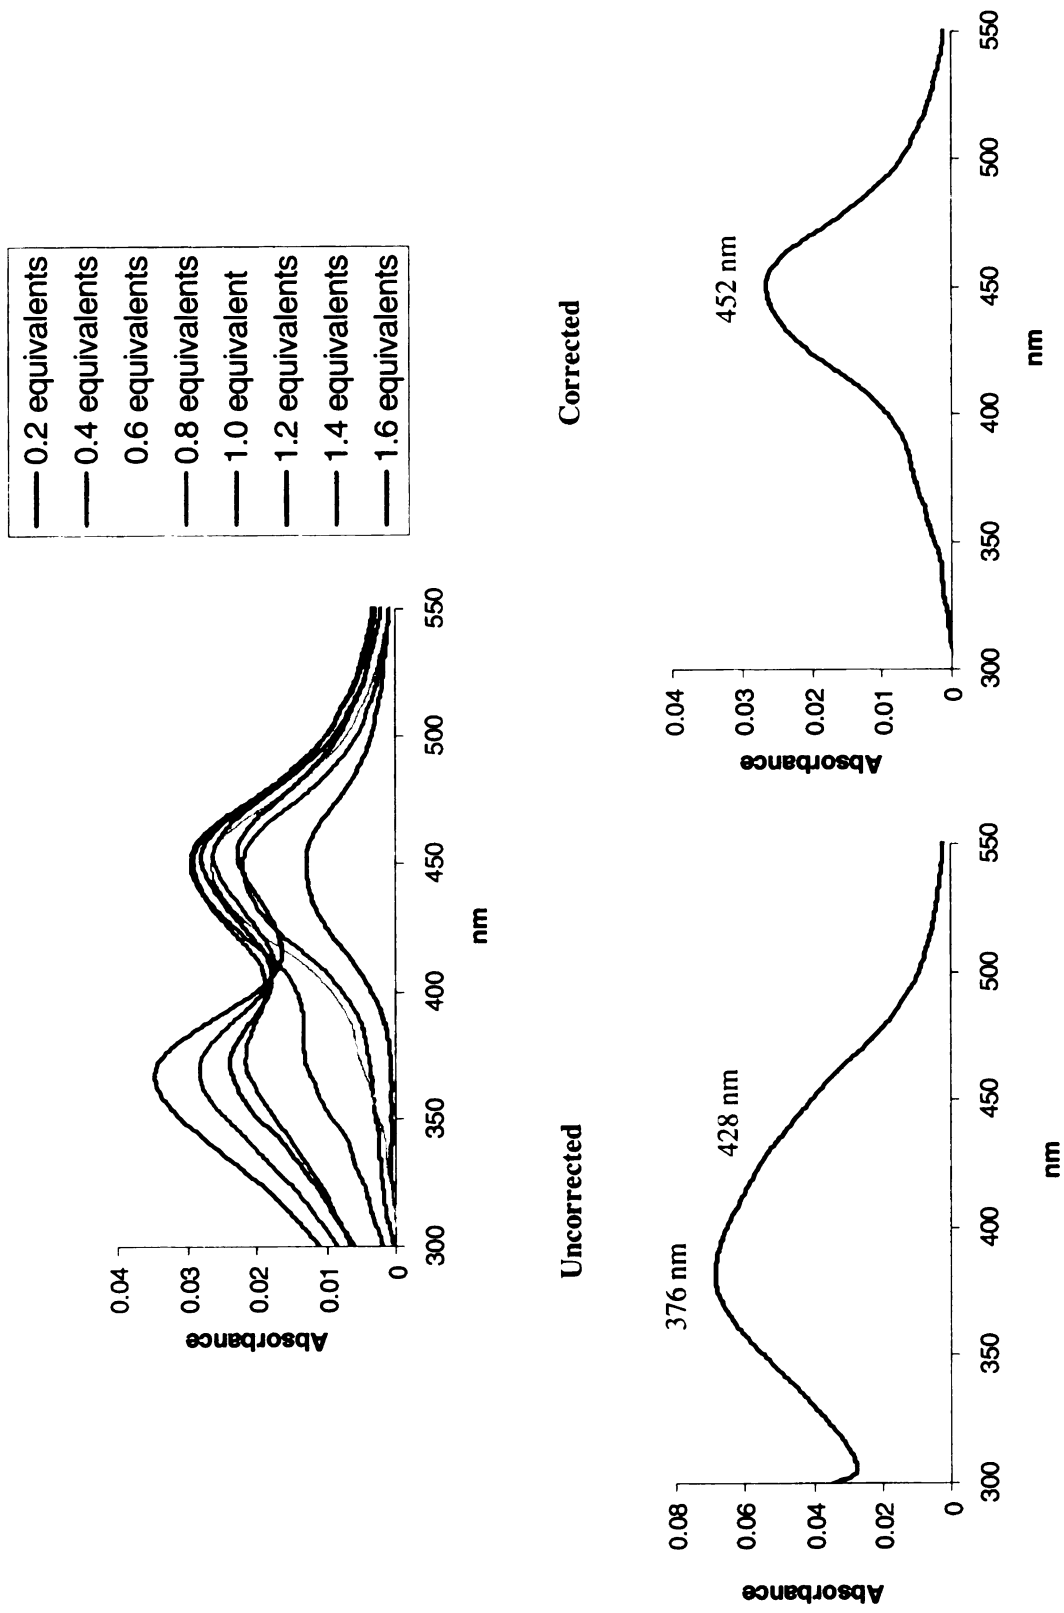 0.04
0.03
0.02
0.01
0
Absorbance
300
350
400
450
500
550
nm
0.2 equivalents
0.4 equivalents
0.6 equivalents
0.8 equivalents
1.0 equivalent
1.2 equivalents
1.4 equivalents
1.6 equivalents
Uncorrected
376 nm
428 nm
0.08
0.06
0.04
0.02
0
Absorbance
300
350
400
450
500
550
nm
Corrected
452 nm
0.04
0.03
0.02
0.01
0
Absorbance
300
350
400
450
500
550
nm